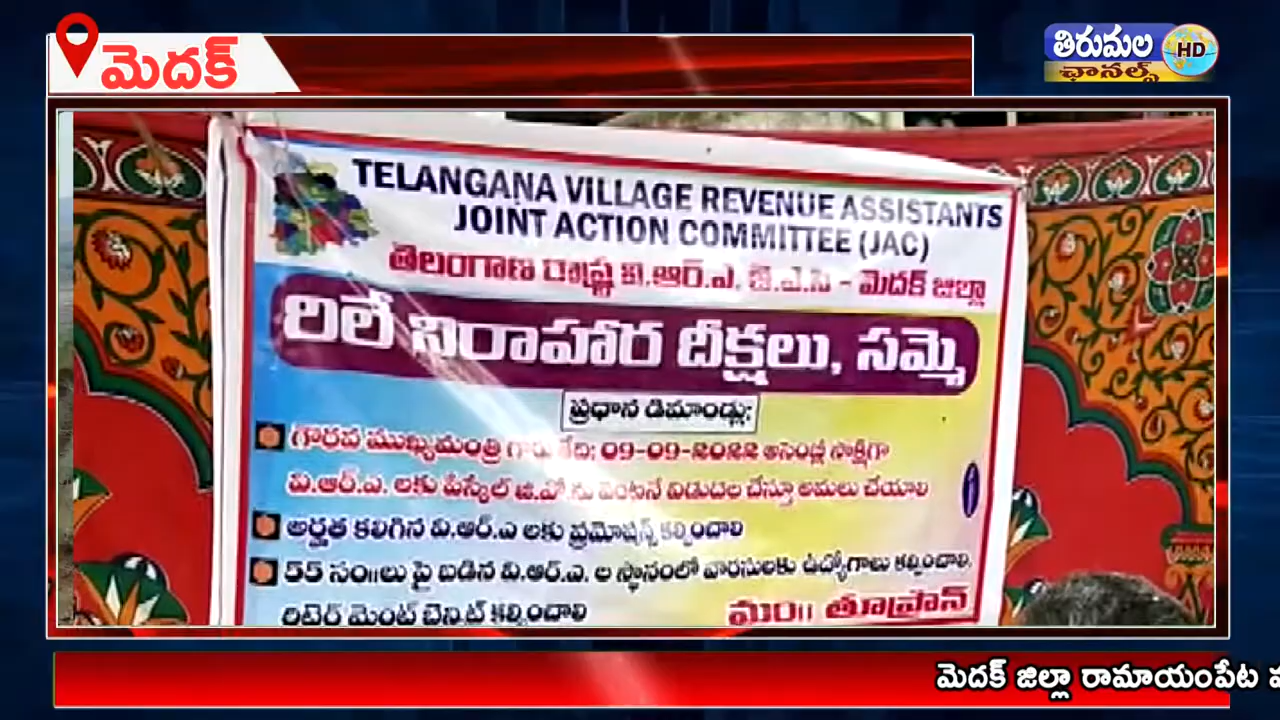 మెదక్
తిరుమల
HD
ఛానల్స్
TELANGANA VILLAGE REVENUE ASSISTANTS
JOINT ACTION COMMITTEE (JAC)
తెలంగాణ రాష్ట్ర వి.ఆర్.ఎ. జె.ఎ.సి - మెదక్ జిల్లా
రిలే నిరాహార దీక్షలు, సమ్మె
ప్రధాన డిమాండ్లు:
గౌరవ ముఖ్యమంత్రి గారు తేది: 09-09-2022 అసెంబ్లీ సాక్షిగా
వి.ఆర్.ఎ. లకు పేస్కేల్ జి.వో.ను వెంటనే విడుదల చేస్తూ అమలు చేయాలి
అర్హత కలిగిన వి.ఆర్.ఎ లకు ప్రమోషన్స్ కల్పించాలి
55 సం॥లు పై బడిన వి.ఆర్.ఎ. ల స్థానంలో వారసులకు ఉద్యోగాలు కల్పించాలి.
రిటైర్ మెంట్ కల్పించాలి
మం॥ తూప్రాన్
మెదక్ జిల్లా రామాయంపేట